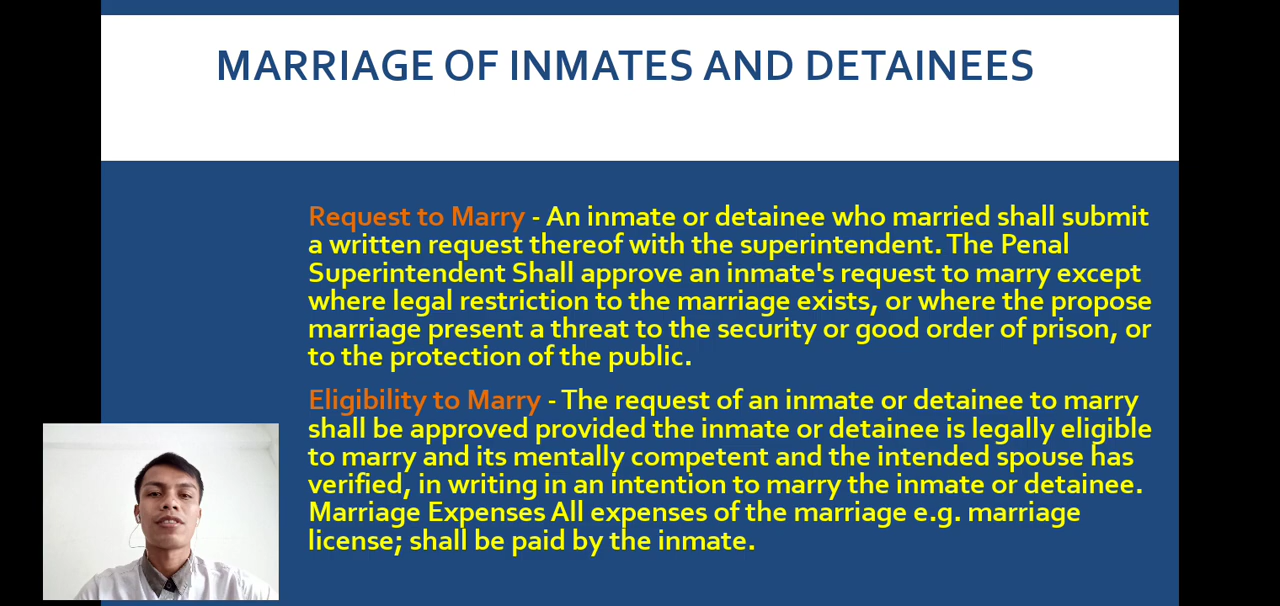 MARRIAGE OF INMATES AND DETAINEES
Request to Marry - An inmate or detainee who married shall submit
a written request thereof with the superintendent. The Penal
Superintendent Shall approve an inmate's request to marry except
where legal restriction to the marriage exists, or where the propose
marriage present a threat to the security or good order of prison, or
to the protection of the public.
Eligibility to Marry - The request of an inmate or detainee to marry
shall be approved provided the inmate or detainee is legally eligible
to marry and its mentally competent and the intended spouse has
verified, in writing in an intention to marry the inmate or detainee.
Marriage Expenses All expenses of the marriage e.g. marriage
license; shall be paid by the inmate.